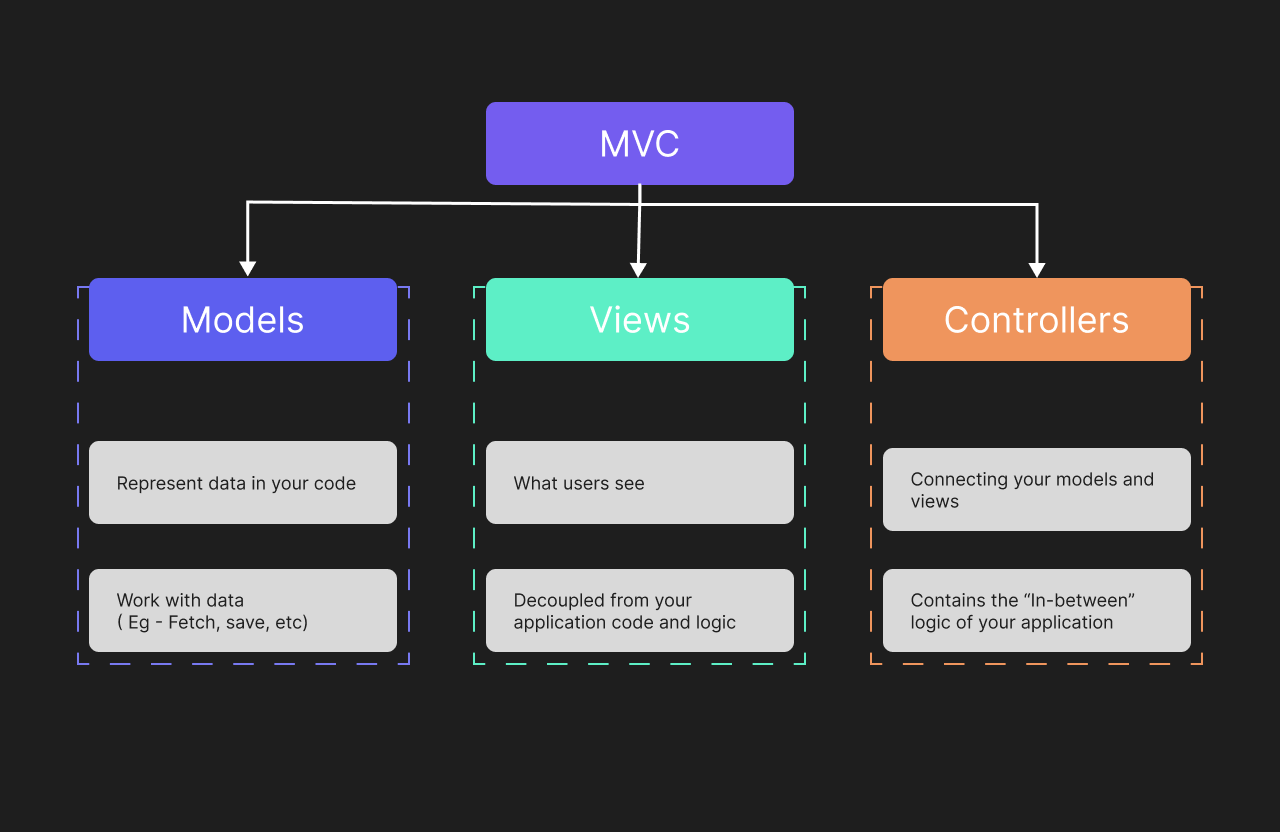 MVC
Models
Views
Controllers
Represent data in your code
What users see
Connecting your models and
views
Work with data
( Eg - Fetch, save, etc)
Decoupled from your
application code and logic
Contains the “In-between”
logic of your application